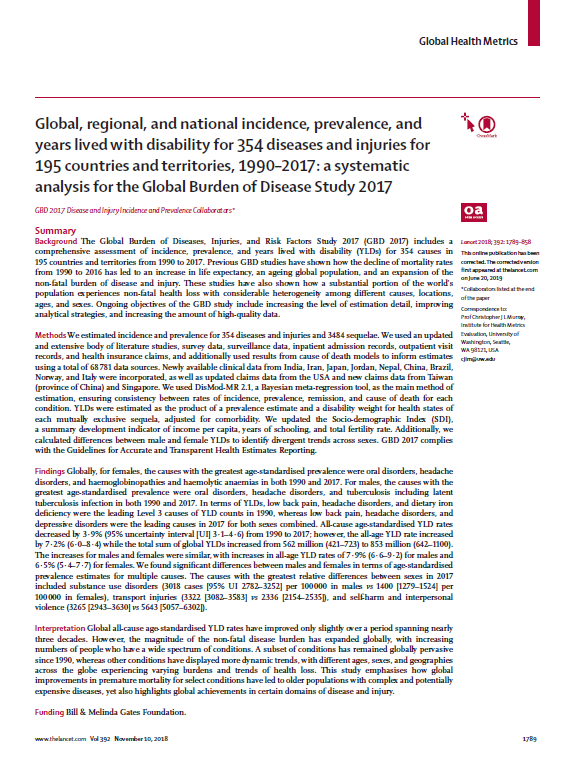 Global Health Metrics
Global, regional, and national incidence, prevalence, and
years lived with disability for 354 diseases and injuries for
195 countries and territories, 1990–2017: a systematic
analysis for the Global Burden of Disease Study 2017
GBD 2017 Disease and Injury Incidence and Prevalence Collaborators*
Summary
Background The Global Burden of Diseases, Injuries, and Risk Factors Study 2017 (GBD 2017) includes a
comprehensive assessment of incidence, prevalence, and years lived with disability (YLDs) for 354 causes in
195 countries and territories from 1990 to 2017. Previous GBD studies have shown how the decline of mortality rates
from 1990 to 2016 has led to an increase in life expectancy, an ageing global population, and an expansion of the
non-fatal burden of disease and injury. These studies have also shown how a substantial portion of the world's
population experiences non-fatal health loss with considerable heterogeneity among different causes, locations,
ages, and sexes. Ongoing objectives of the GBD study include increasing the level of estimation detail, improving
analytical strategies, and increasing the amount of high-quality data.
Methods We estimated incidence and prevalence for 354 diseases and injuries and 3484 sequelae. We used an updated
and extensive body of literature studies, survey data, surveillance data, inpatient admission records, outpatient visit
records, and health insurance claims, and additionally used results from cause of death models to inform estimates
using a total of 68 781 data sources. Newly available clinical data from India, Iran, Japan, Jordan, Nepal, China, Brazil,
Norway, and Italy were incorporated, as well as updated claims data from the USA and new claims data from Taiwan
(province of China) and Singapore. We used DisMod-MR 2.1, a Bayesian meta-regression tool, as the main method of
estimation, ensuring consistency between rates of incidence, prevalence, remission, and cause of death for each
condition. YLDs were estimated as the product of a prevalence estimate and a disability weight for health states of
each mutually exclusive sequela, adjusted for comorbidity. We updated the Socio-demographic Index (SDI),
a summary development indicator of income per capita, years of schooling, and total fertility rate. Additionally, we
calculated differences between male and female YLDs to identify divergent trends across sexes. GBD 2017 complies
with the Guidelines for Accurate and Transparent Health Estimates Reporting.
Findings Globally, for females, the causes with the greatest age-standardised prevalence were oral disorders, headache
disorders, and haemoglobinopathies and haemolytic anaemias in both 1990 and 2017. For males, the causes with the
greatest age-standardised prevalence were oral disorders, headache disorders, and tuberculosis including latent
tuberculosis infection in both 1990 and 2017. In terms of YLDs, low back pain, headache disorders, and dietary iron
deficiency were the leading Level 3 causes of YLD counts in 1990, whereas low back pain, headache disorders, and
depressive disorders were the leading causes in 2017 for both sexes combined. All-cause age-standardised YLD rates
decreased by 3·9% (95% uncertainty interval [UI] 3·1–4·6) from 1990 to 2017; however, the all-age YLD rate increased
by 7·2% (6·0–8·4) while the total sum of global YLDs increased from 562 million (421–723) to 853 million (642–1100).
The increases for males and females were similar, with increases in all-age YLD rates of 7·9% (6·6–9·2) for males and
6·5% (5·4–7·7) for females. We found significant differences between males and females in terms of age-standardised
prevalence estimates for multiple causes. The causes with the greatest relative differences between sexes in 2017
included substance use disorders (3018 cases [95% UI 2782–3252] per 100 000 in males vs 1400 [1279–1524] per
100 000 in females), transport injuries (3322 [3082–3583] vs 2336 [2154–2535]), and self-harm and interpersonal
violence (3265 [2943–3630] vs 5643 [5057–6302]).
Interpretation Global all-cause age-standardised YLD rates have improved only slightly over a period spanning nearly
three decades. However, the magnitude of the non-fatal disease burden has expanded globally, with increasing
numbers of people who have a wide spectrum of conditions. A subset of conditions has remained globally pervasive
since 1990, whereas other conditions have displayed more dynamic trends, with different ages, sexes, and geographies
across the globe experiencing varying burdens and trends of health loss. This study emphasises how global
improvements in premature mortality for select conditions have led to older populations with complex and potentially
expensive diseases, yet also highlights global achievements in certain domains of disease and injury.
Funding Bill & Melinda Gates Foundation.
CrossMark
oa
Lancet 2018; 392: 1789–858
This online publication has been
corrected. The corrected version
first appeared at thelancet.com
on June 20, 2019
*Collaborators listed at the end
of the paper
Correspondence to:
Prof Christopher J L Murray,
Institute for Health Metrics
Evaluation, University of
Washington, Seattle,
WA 98121, USA
cjlm@uw.edu
www.thelancet.com Vol 392 November 10, 2018
1789